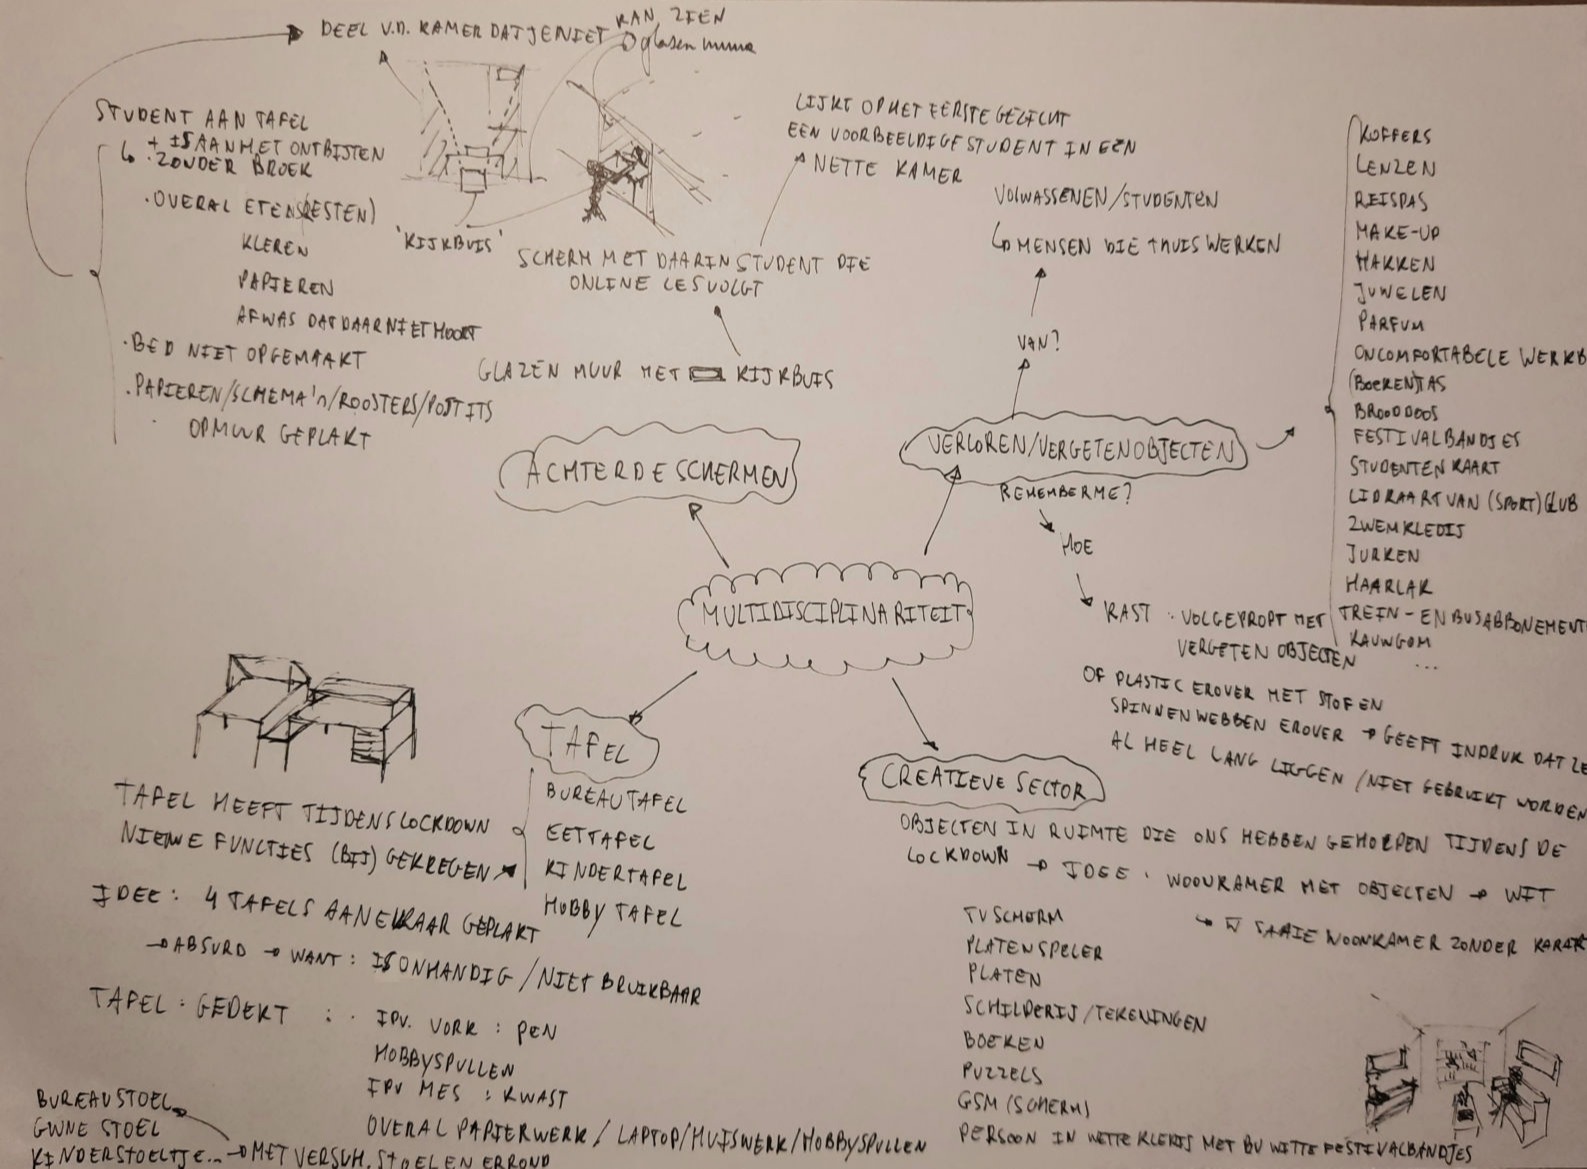 DEEL V.D. KAMER DAT JE NIET KAN ZIEN
glazen muur
STUDENT AAN TAFEL
+ IS AAN HET ONTBIJTEN
· ZONDER BROEK
· OVERAL ETENS(RESTEN)
KLEREN
PAPIEREN
AFWAS DAT DAAR NIET HOORT
· BED NIET OPGEMAAKT
· PAPIEREN/SCHEMA'S/ROOSTERS/POSTITS
OP MUUR GEPLAKT
'KIJKBUIS'
SCHERM MET DAARIN STUDENT DIE
ONLINE LES VOLGT
LIJKT OP HET EERSTE GEZICHT
EEN VOORBEELDIGE STUDENT IN EEN
NETTE KAMER
GLAZEN MUUR MET KIJKBUIS
ACHTER DE SCHERMEN
VOLWASSENEN/STUDENTEN
MENSEN DIE THUIS WERKEN
VAN?
VERLOREN/VERGETEN OBJECTEN
REMEMBER ME?
HOE
KAST : VOLGEPROPT MET
VERGETEN OBJECTEN
OF PLASTIC EROVER MET STOF EN
SPINNENWEBBEN EROVER → GEEFT INDRUK DAT ZE
AL HEEL LANG LIGGEN / NIET GEBRUIKT WORDEN
KOFFERS
LENZEN
REISPAS
MAKE-UP
HAKKEN
JUWELEN
PARFUM
ONCOMFORTABELE WERKB
(BOEKEN)TAS
BROODDOOS
FESTIVALBANDJES
STUDENTENKAART
LIDKAART VAN (SPORT)CLUB
ZWEMKLEDIJ
JURKEN
HAARLAK
TREIN- EN BUSABBONEMENT
KAUWGOM
...
MULTIDISCIPLINARITEIT
TAFEL
BUREAUTAFEL
EETTAFEL
KINDERTAFEL
HOBBY TAFEL
TAFEL HEEFT TIJDENS LOCKDOWN
NIEUWE FUNCTIES (BIJ) GEKREGEN
IDEE : 4 TAFELS AAN ELKAAR GEPLAKT
→ ABSURD → WANT : IS ONHANDIG / NIET BRUIKBAAR
TAFEL : GEDEKT : · IPV. VORK : PEN
HOBBYSPULLEN
IPV MES : KWAST
OVERAL PAPIERWERK / LAPTOP/HUISWERK/HOBBYSPULLEN
BUREAUSTOEL
GWNE STOEL
KINDERSTOELTJE... → MET VERSCH. STOELEN ERROND
CREATIEVE SECTOR
OBJECTEN IN RUIMTE DIE ONS HEBBEN GEHOLPEN TIJDENS DE
LOCKDOWN → IDEE : WOONKAMER MET OBJECTEN → WIT
SAAIE WOONKAMER ZONDER KARAK
TV SCHERM
PLATENSPELER
PLATEN
SCHILDERIJ/TEKENINGEN
BOEKEN
PUZZELS
GSM (SCHERM)
PERSOON IN WITTE KLERES MET BV WITTE FESTIVALBANDJES